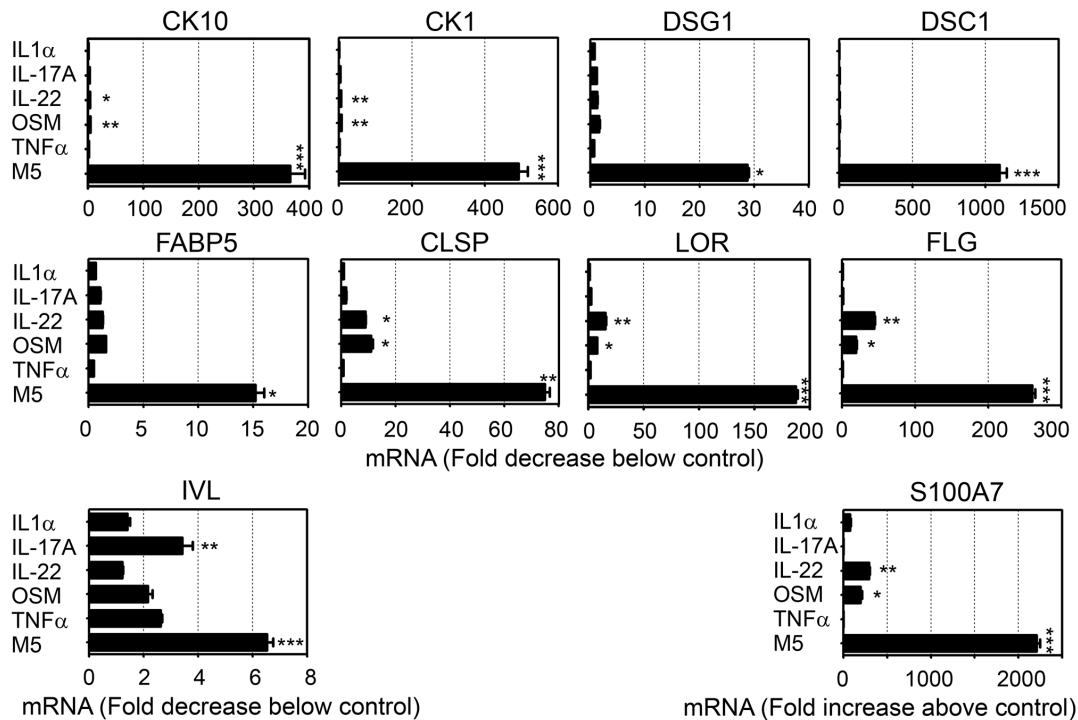 CK10 CK1 DSG1 DSC1
IL1α
IL-17A
IL-22 * **
OSM ** **
TNFα
M5 *** *** * ***
0 100 200 300 400 0 200 400 600 0 10 20 30 40 0 500 1000 1500
FABP5 CLSP LOR FLG
IL1α
IL-17A
IL-22 * ** **
OSM * * *
TNFα
M5 * ** *** ***
0 5 10 15 20 0 20 40 60 80 0 50 100 150 200 0 100 200 300
mRNA (Fold decrease below control)
IVL S100A7
IL1α IL1α
IL-17A ** IL-17A
IL-22 IL-22 **
OSM OSM *
TNFα TNFα
M5 *** M5 ***
0 2 4 6 8 0 1000 2000
mRNA (Fold decrease below control) mRNA (Fold increase above control)